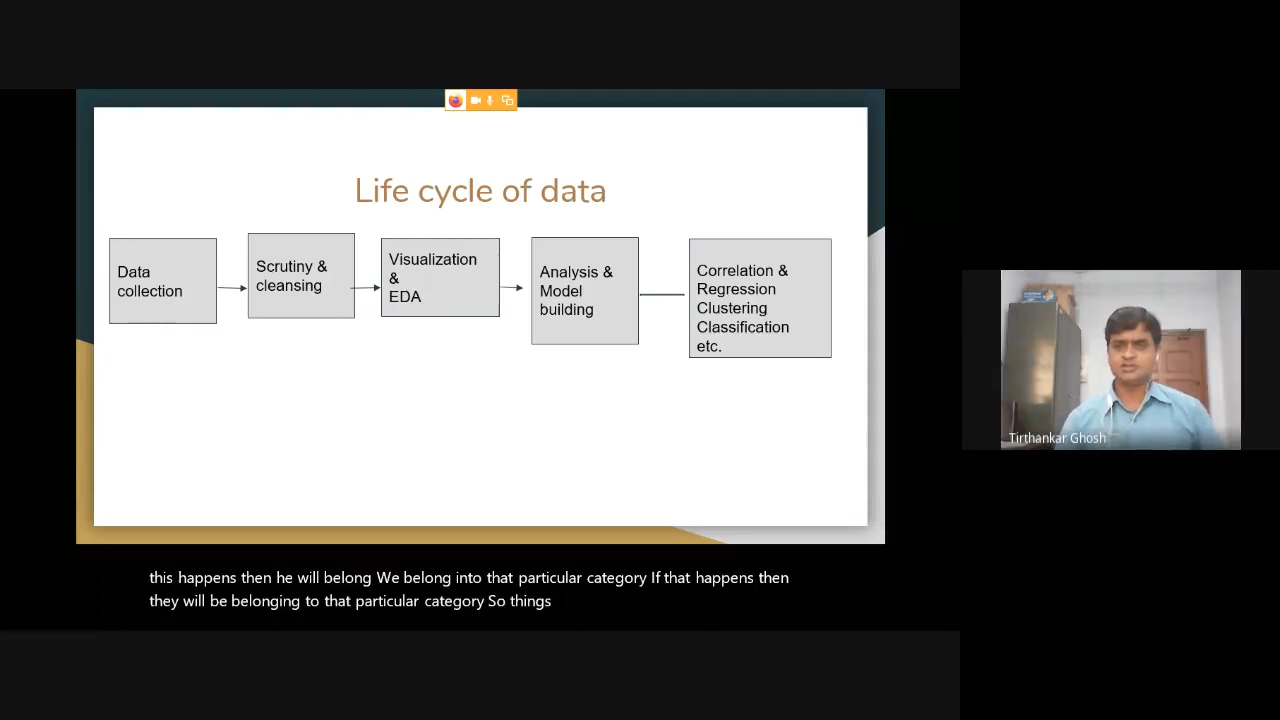 Life cycle of data
Data
collection
Scrutiny &
cleansing
Visualization
&
EDA
Analysis &
Model
building
Correlation &
Regression
Clustering
Classification
etc.
Tirthankar Ghosh
this happens then he will belong We belong into that particular category If that happens then
they will be belonging to that particular category So things